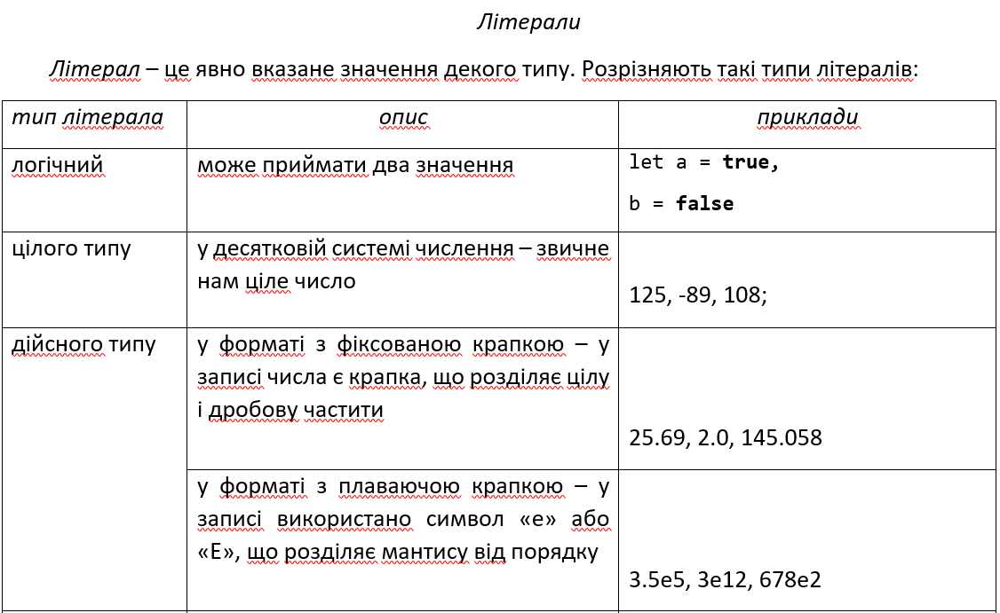 Літерали
Літерал – це явно вказане значення декого типу. Розрізняють такі типи літералів:
тип літерала
опис
приклади
логічний
може приймати два значення
let a = true,
b = false
цілого типу
у десятковій системі числення – звичне
нам ціле число
125, -89, 108;
дійсного типу
у форматі з фіксованою крапкою – у
записі числа є крапка, що розділяє цілу
і дробову частити
25.69, 2.0, 145.058
у форматі з плаваючою крапкою – у
записі використано символ «e» або
«E», що розділяє мантису від порядку
3.5e5, 3e12, 678e2